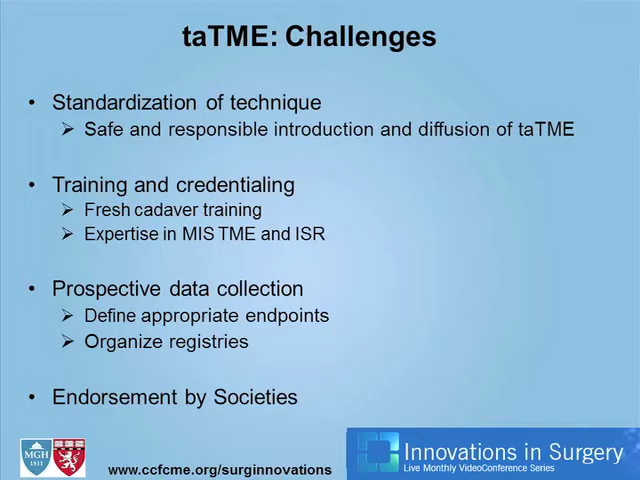 taTME: Challenges
• Standardization of technique
➢ Safe and responsible introduction and diffusion of taTME
• Training and credentialing
➢ Fresh cadaver training
➢ Expertise in MIS TME and ISR
• Prospective data collection
➢ Define appropriate endpoints
➢ Organize registries
• Endorsement by Societies
MGH
1811
www.ccfcme.org/surginnovations
Innovations in Surgery
Live Monthly VideoConference Series